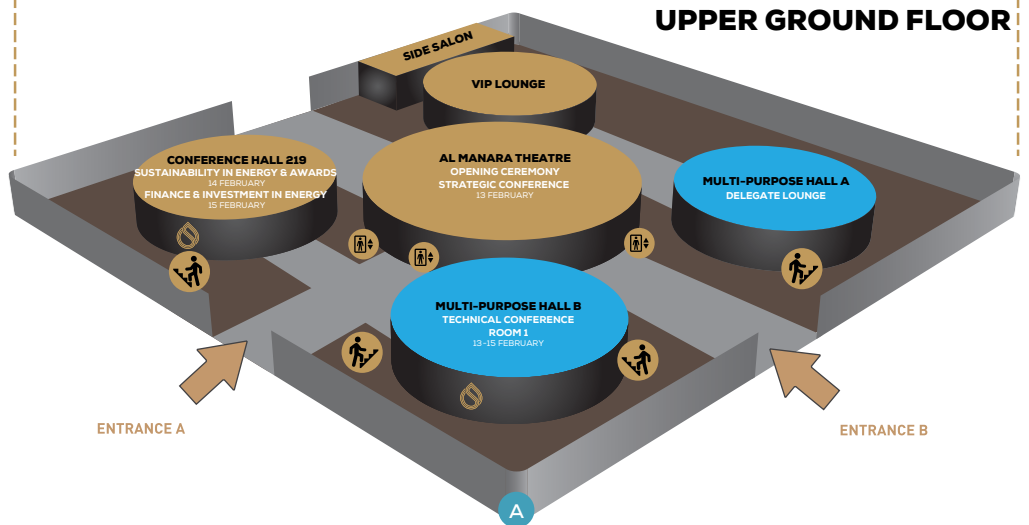 UPPER GROUND FLOOR
SIDE SALON
VIP LOUNGE
CONFERENCE HALL 219
SUSTAINABILITY IN ENERGY & AWARDS
14 FEBRUARY
FINANCE & INVESTMENT IN ENERGY
15 FEBRUARY
AL MANARA THEATRE
OPENING CEREMONY
STRATEGIC CONFERENCE
13 FEBRUARY
MULTI-PURPOSE HALL A
DELEGATE LOUNGE
MULTI-PURPOSE HALL B
TECHNICAL CONFERENCE
ROOM 1
13-15 FEBRUARY
ENTRANCE A
ENTRANCE B
A